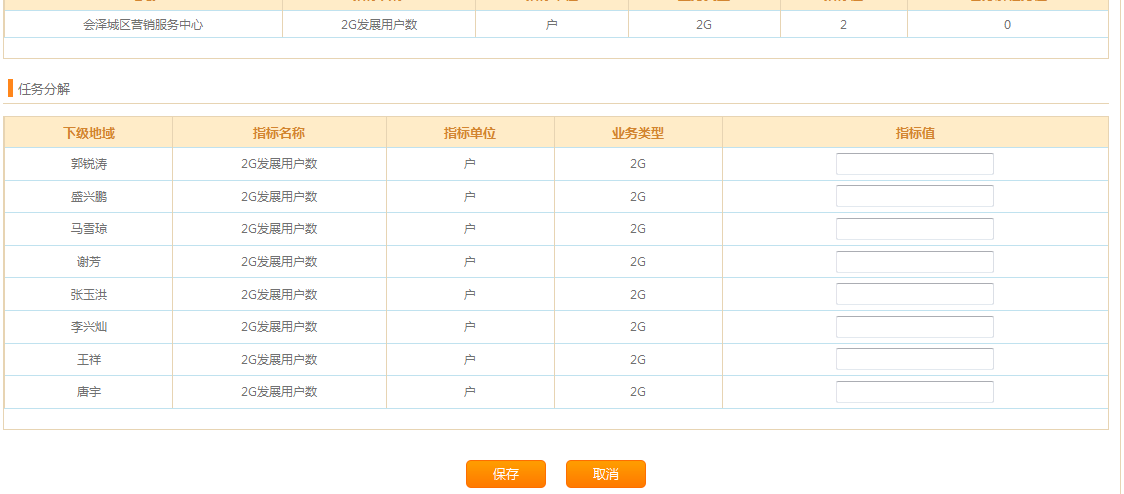 会泽城区营销服务中心 2G发展用户数 户 2G 2 0
任务分解
下级地域 指标名称 指标单位 业务类型 指标值
郭锐涛 2G发展用户数 户 2G
盛兴鹏 2G发展用户数 户 2G
马雪琼 2G发展用户数 户 2G
谢芳 2G发展用户数 户 2G
张玉洪 2G发展用户数 户 2G
李兴灿 2G发展用户数 户 2G
王祥 2G发展用户数 户 2G
唐宇 2G发展用户数 户 2G
保存 取消